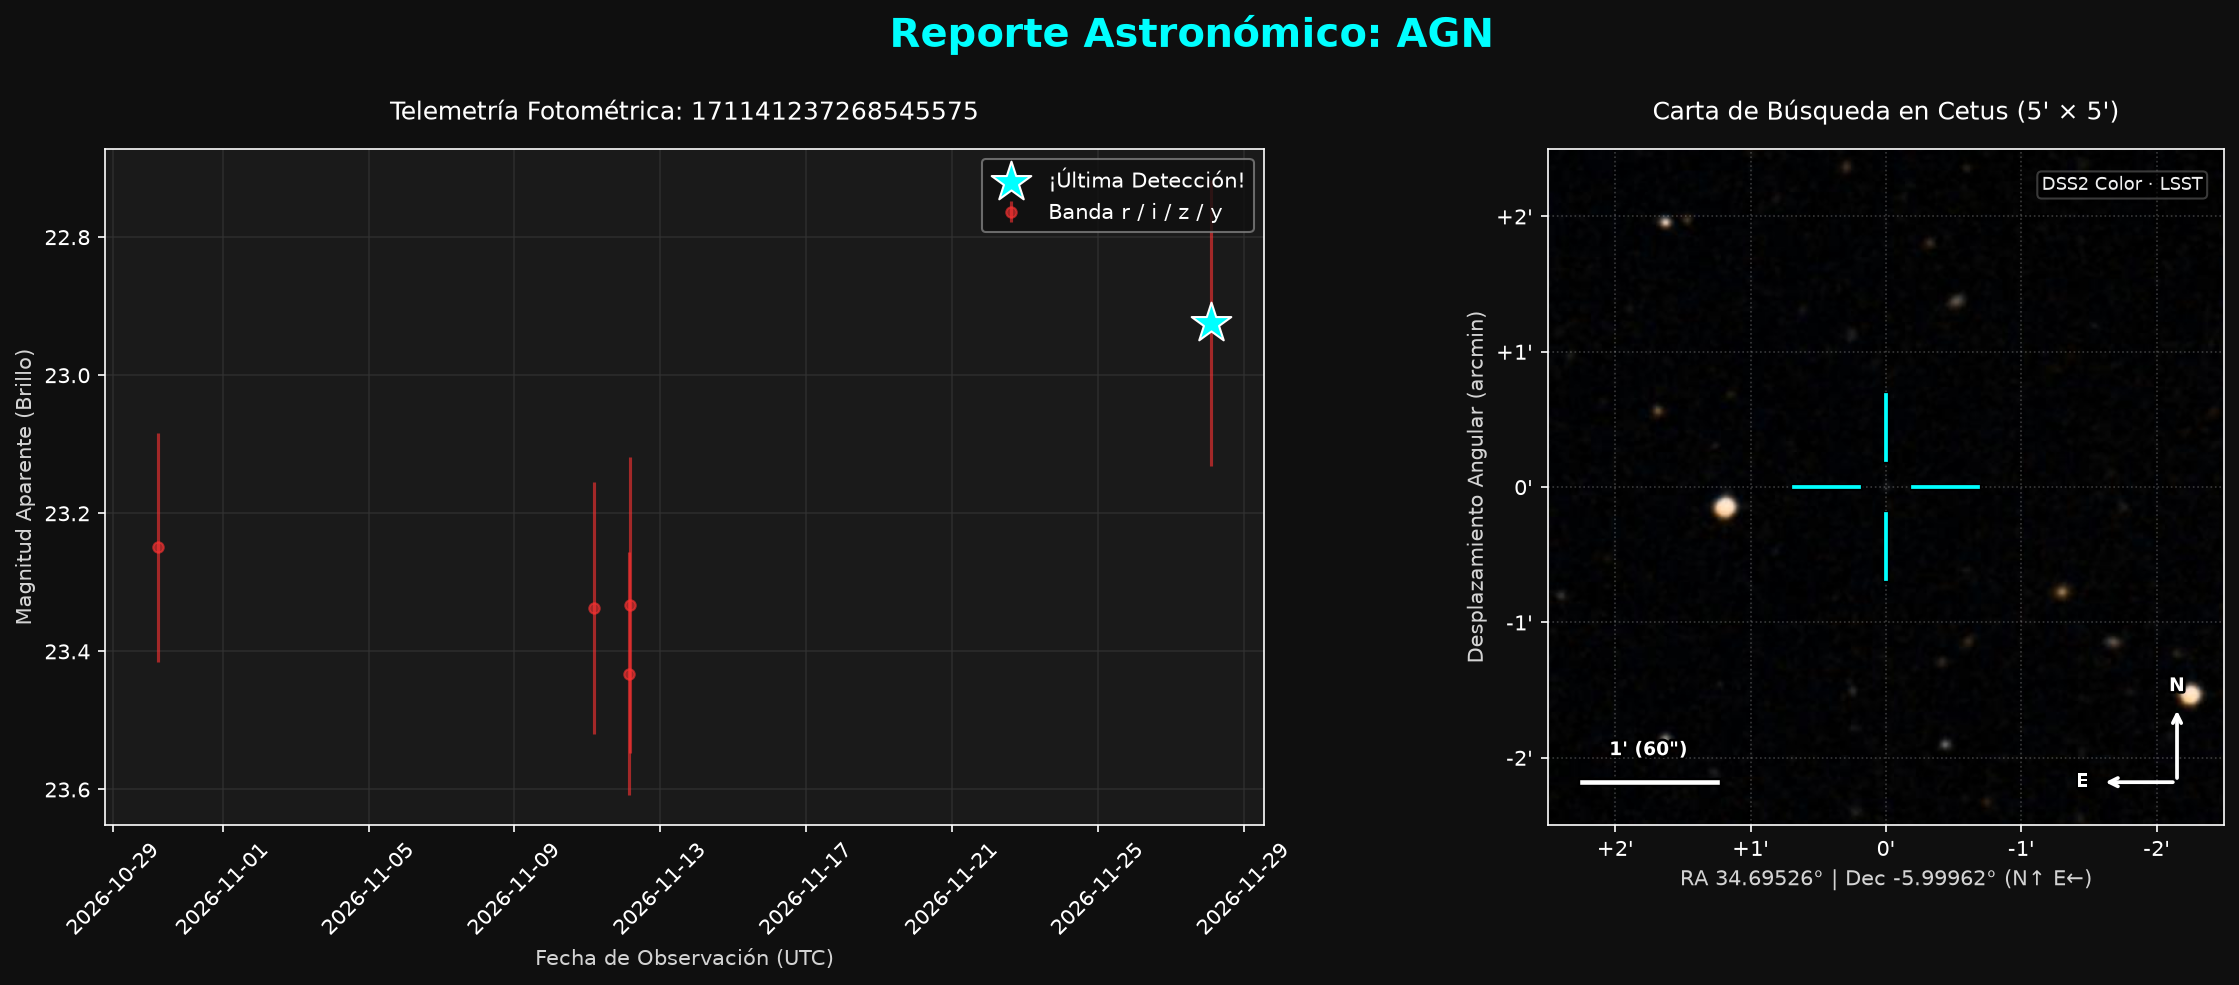 Reporte Astronómico: AGN
Telemetría Fotométrica: 171141237268545575
¡Última Detección!
Banda r / i / z / y
Magnitud Aparente (Brillo)
22.8
23.0
23.2
23.4
23.6
2026-10-29
2026-11-01
2026-11-05
2026-11-09
2026-11-13
2026-11-17
2026-11-21
2026-11-25
2026-11-29
Fecha de Observación (UTC)
Carta de Búsqueda en Cetus (5' × 5')
DSS2 Color · LSST
Desplazamiento Angular (arcmin)
+2'
+1'
0'
-1'
-2'
N
E
1' (60")
+2'
+1'
0'
-1'
-2'
RA 34.69526° | Dec -5.99962° (N↑ E←)